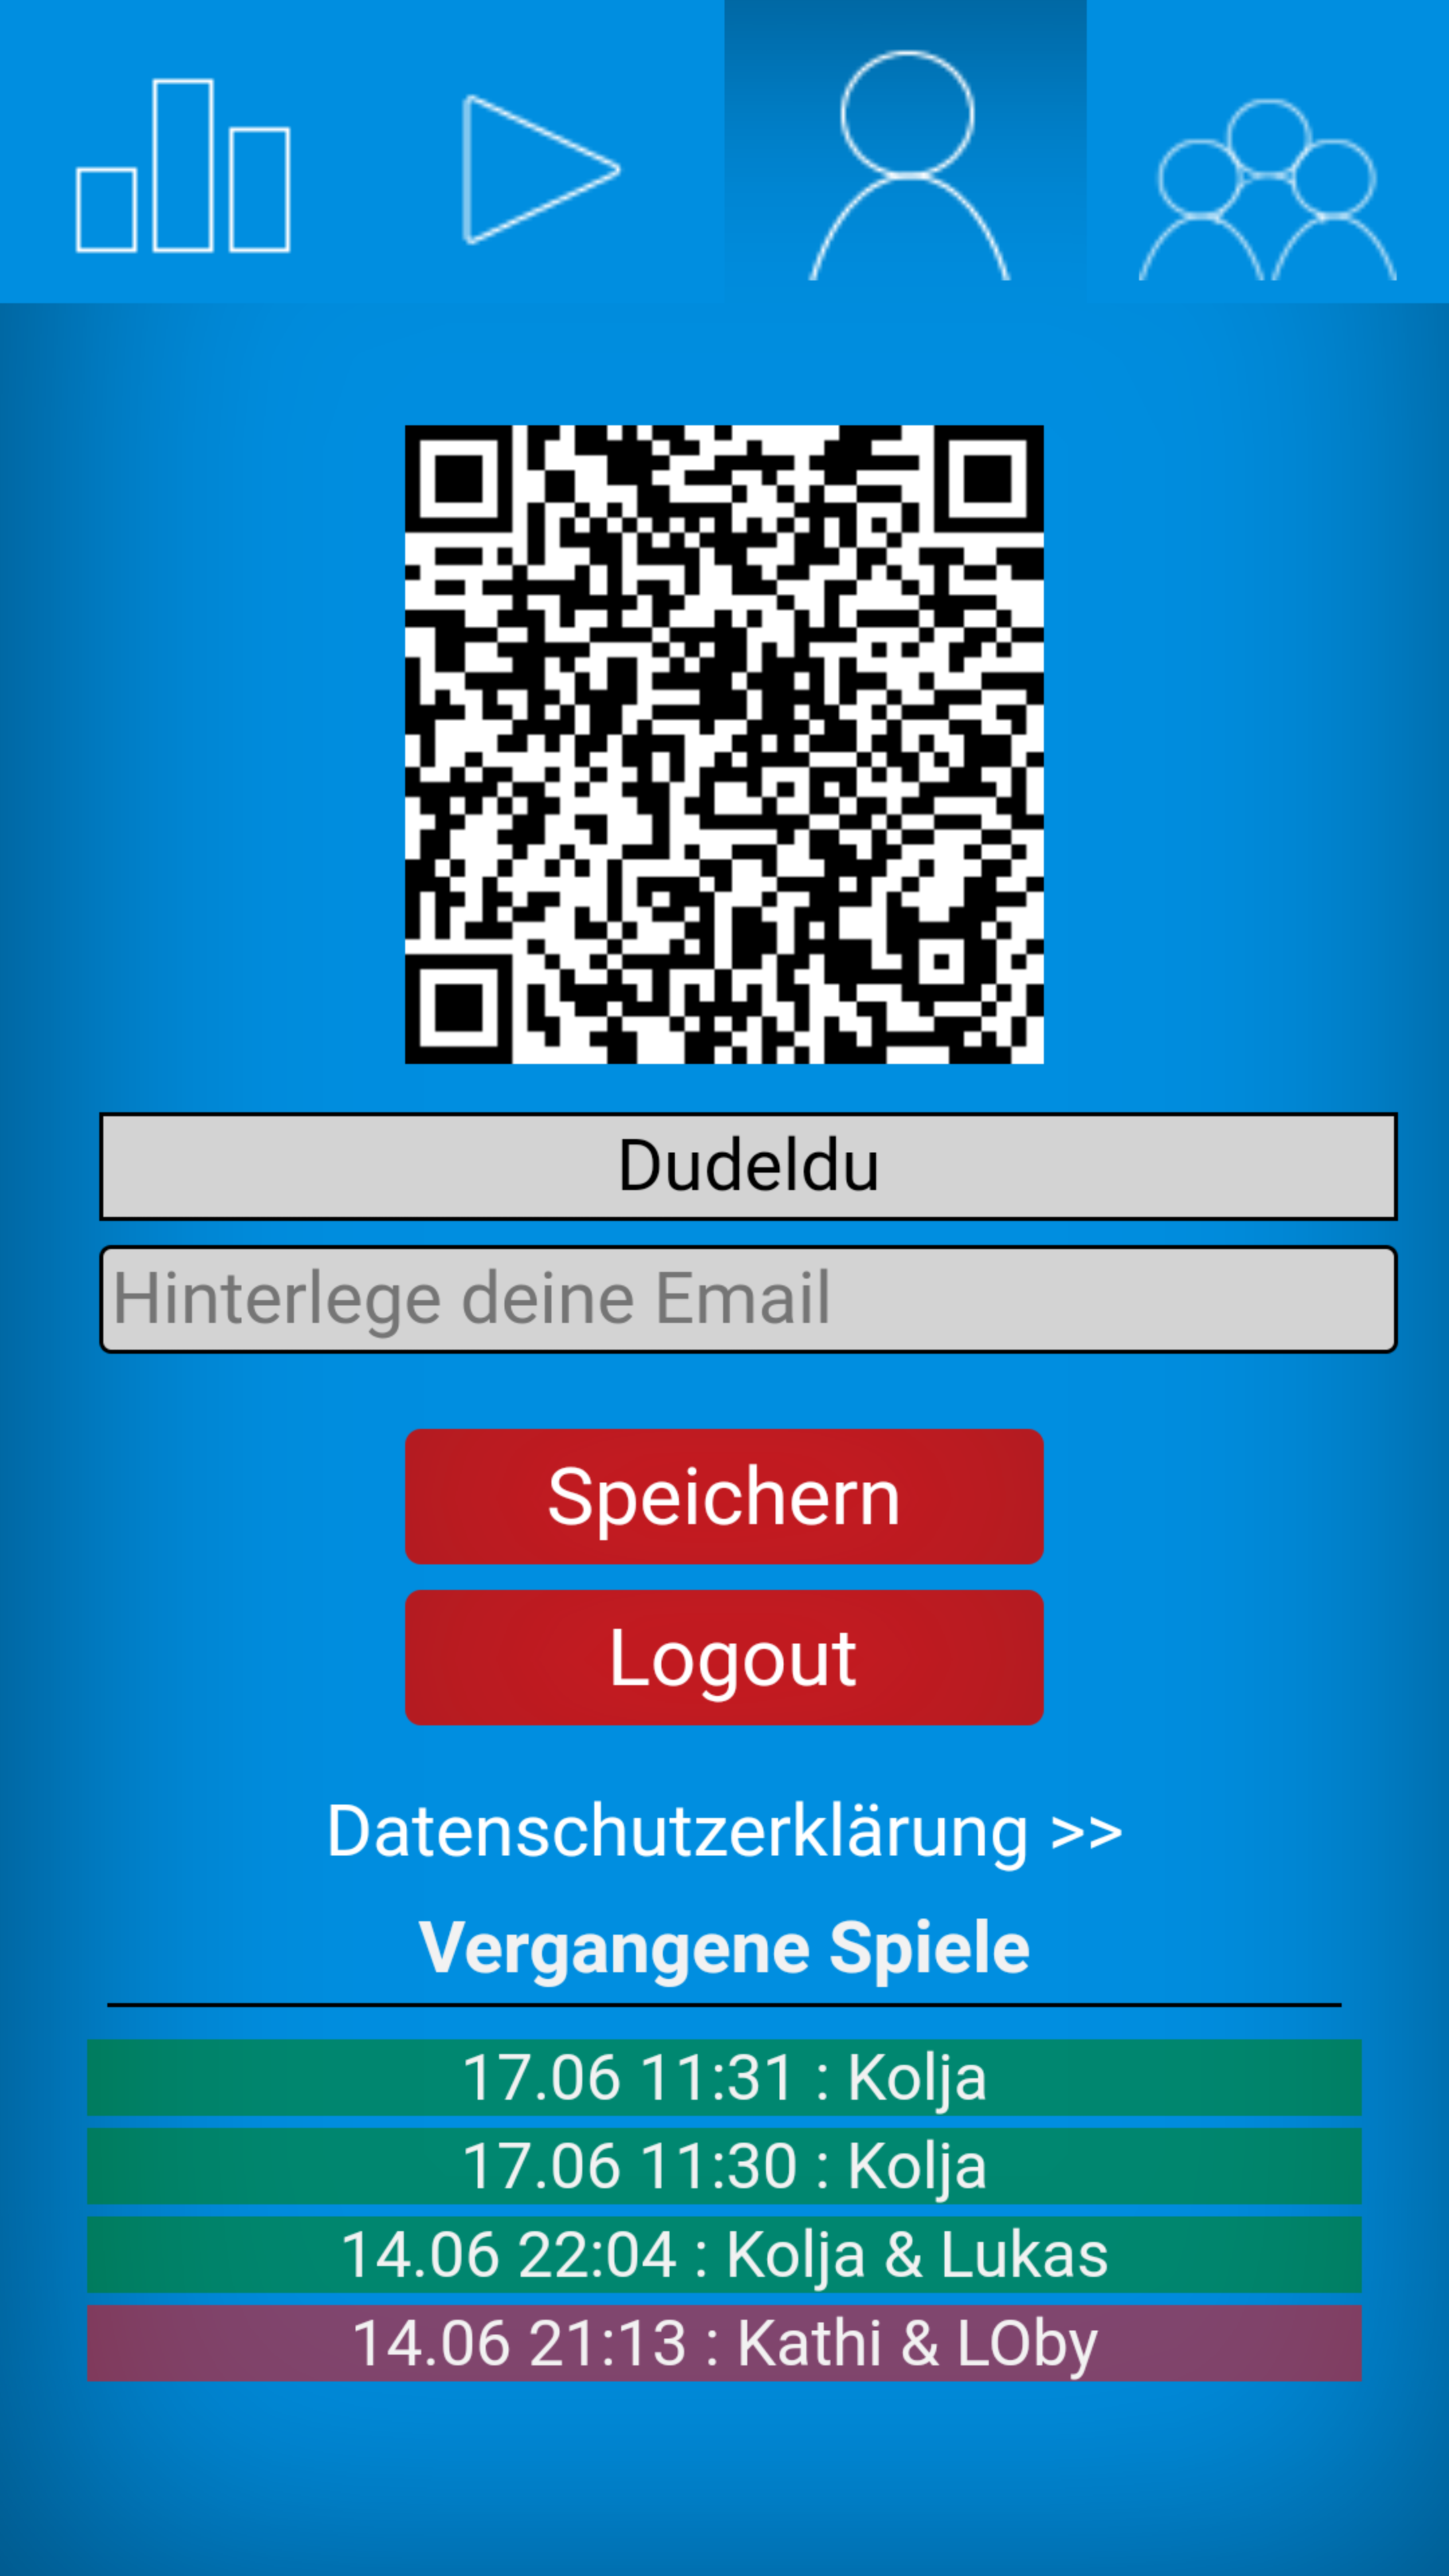 Dudeldu
Hinterlege deine Email
Speichern
Logout
Datenschutzerklärung >>
Vergangene Spiele
17.06 11:31 : Kolja
17.06 11:30 : Kolja
14.06 22:04 : Kolja & Lukas
14.06 21:13 : Kathi & LOby